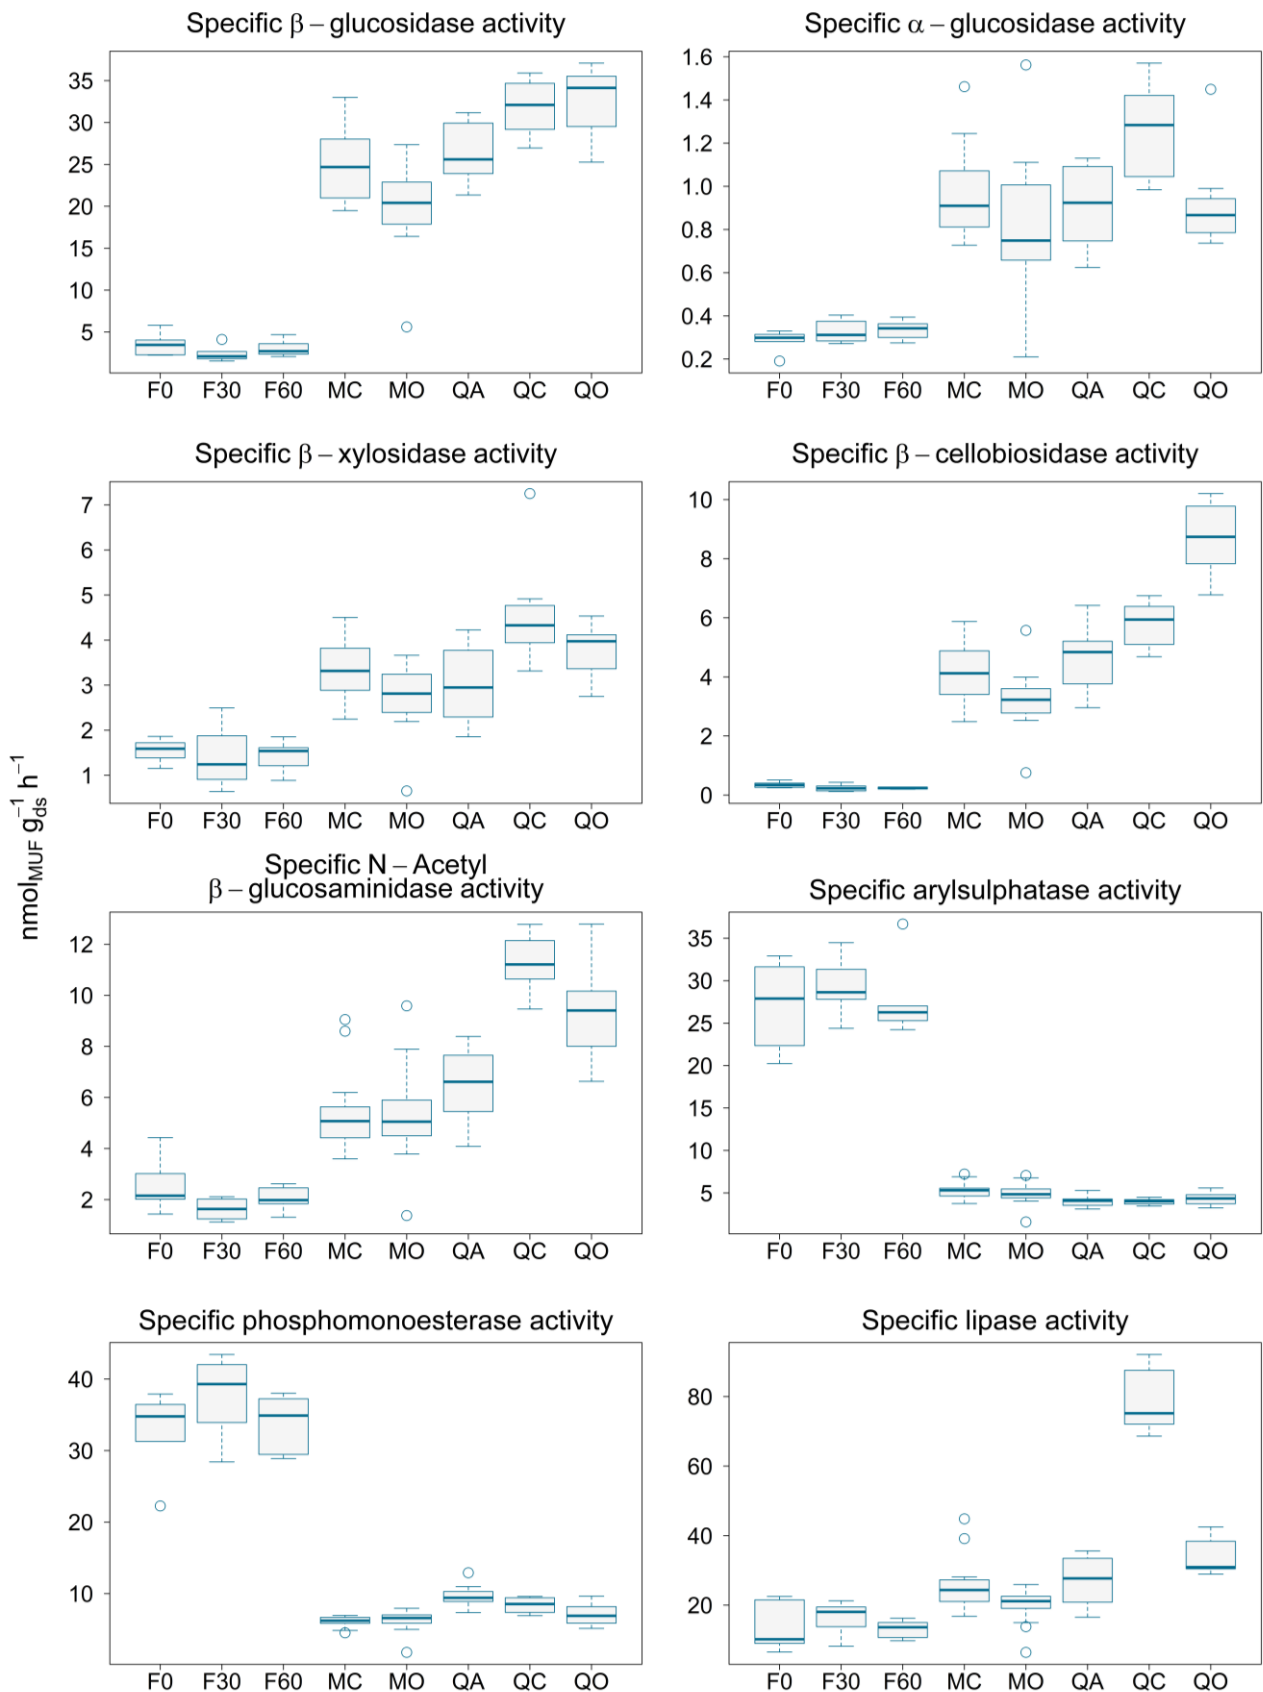 Specific β – glucosidase activity
35
30
25
20
15
10
5
F0 F30 F60 MC MO QA QC QO
Specific α – glucosidase activity
1.6
1.4
1.2
1.0
0.8
0.6
0.4
0.2
F0 F30 F60 MC MO QA QC QO
Specific β – xylosidase activity
7
6
5
4
3
2
1
F0 F30 F60 MC MO QA QC QO
Specific β – cellobiosidase activity
10
8
6
4
2
0
F0 F30 F60 MC MO QA QC QO
nmol_MUF g_ds^−1 h^−1
Specific N – Acetyl
β – glucosaminidase activity
12
10
8
6
4
2
F0 F30 F60 MC MO QA QC QO
Specific arylsulphatase activity
35
30
25
20
15
10
5
F0 F30 F60 MC MO QA QC QO
Specific phosphomonoesterase activity
40
30
20
10
F0 F30 F60 MC MO QA QC QO
Specific lipase activity
80
60
40
20
F0 F30 F60 MC MO QA QC QO